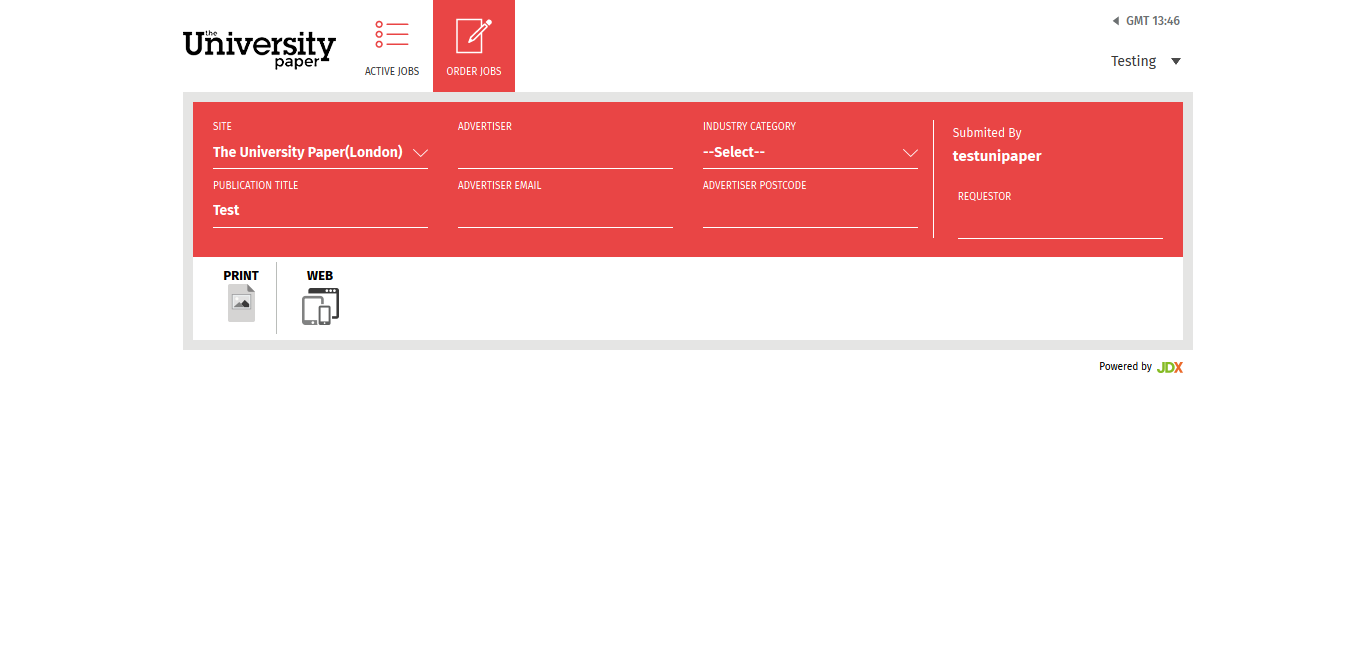 the
University
paper
ACTIVE JOBS
ORDER JOBS
GMT 13:46
Testing
SITE
ADVERTISER
INDUSTRY CATEGORY
The University Paper(London)
--Select--
Submited By
testunipaper
PUBLICATION TITLE
ADVERTISER EMAIL
ADVERTISER POSTCODE
REQUESTOR
Test
PRINT
WEB
Powered by JDX